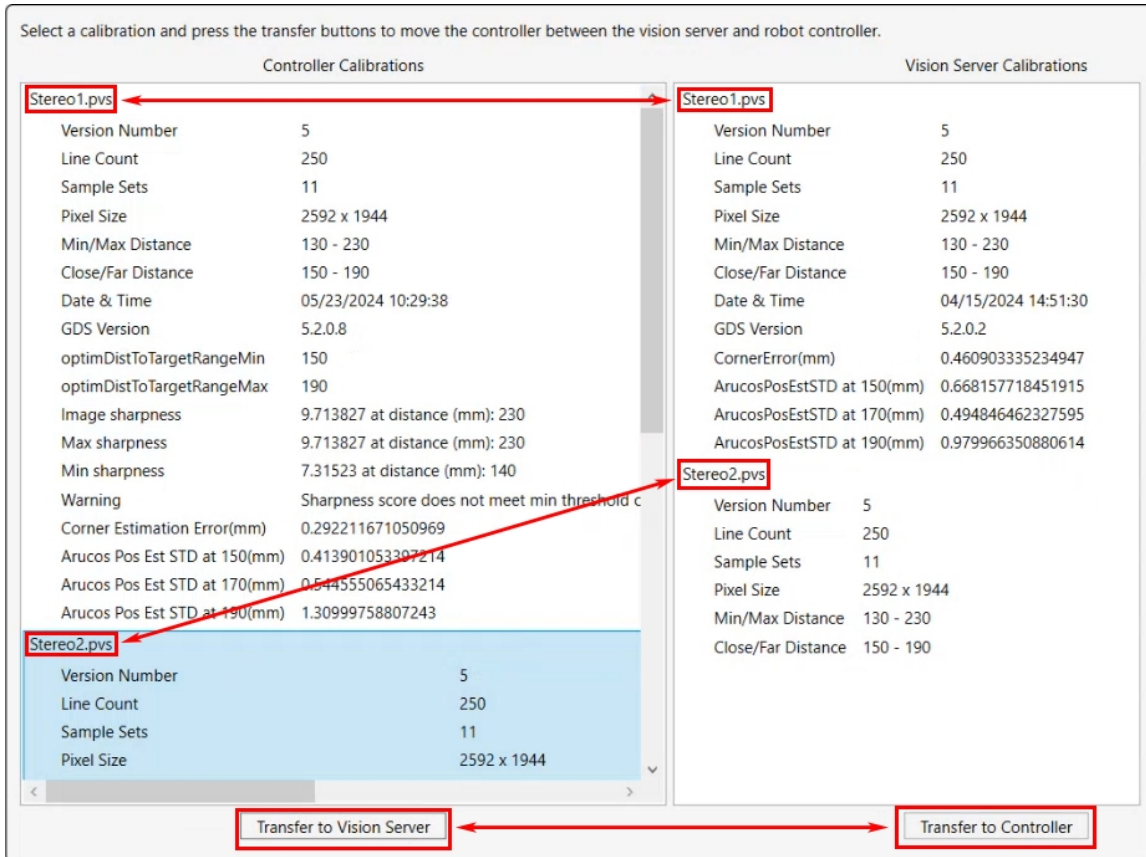 Select a calibration and press the transfer buttons to move the controller between the vision server and robot controller.
Controller Calibrations
Stereo1.pvs
Version Number 5
Line Count 250
Sample Sets 11
Pixel Size 2592 x 1944
Min/Max Distance 130 - 230
Close/Far Distance 150 - 190
Date & Time 05/23/2024 10:29:38
GDS Version 5.2.0.8
optimDistToTargetRangeMin 150
optimDistToTargetRangeMax 190
Image sharpness 9.713827 at distance (mm): 230
Max sharpness 9.713827 at distance (mm): 230
Min sharpness 7.31523 at distance (mm): 140
Warning Sharpness score does not meet min threshold c
Corner Estimation Error(mm) 0.292211671050969
Arucos Pos Est STD at 150(mm) 0.413901053397214
Arucos Pos Est STD at 170(mm) 0.544555065433214
Arucos Pos Est STD at 190(mm) 1.30999758807243
Stereo2.pvs
Version Number 5
Line Count 250
Sample Sets 11
Pixel Size 2592 x 1944
Transfer to Vision Server
Vision Server Calibrations
Stereo1.pvs
Version Number 5
Line Count 250
Sample Sets 11
Pixel Size 2592 x 1944
Min/Max Distance 130 - 230
Close/Far Distance 150 - 190
Date & Time 04/15/2024 14:51:30
GDS Version 5.2.0.2
CornerError(mm) 0.460903335234947
ArucosPosEstSTD at 150(mm) 0.668157718451915
ArucosPosEstSTD at 170(mm) 0.494846462327595
ArucosPosEstSTD at 190(mm) 0.979966350880614
Stereo2.pvs
Version Number 5
Line Count 250
Sample Sets 11
Pixel Size 2592 x 1944
Min/Max Distance 130 - 230
Close/Far Distance 150 - 190
Transfer to Controller